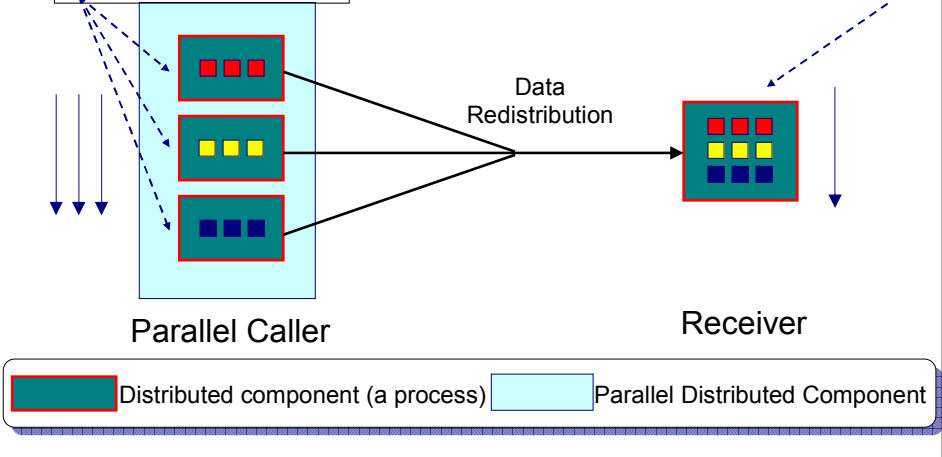 Data
Redistribution
Parallel Caller
Receiver
Distributed component (a process)
Parallel Distributed Component